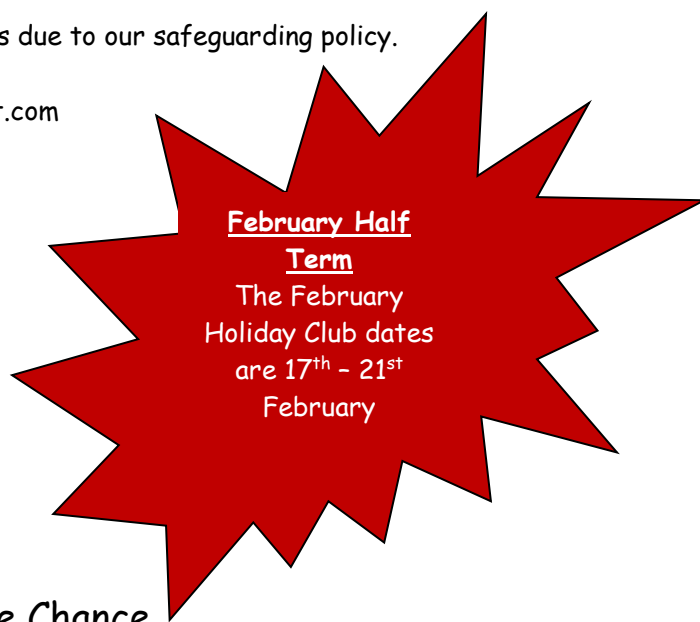 s due to our safeguarding policy.
.com
February Half
Term
The February
Holiday Club dates
are 17th – 21st
February
e Chance